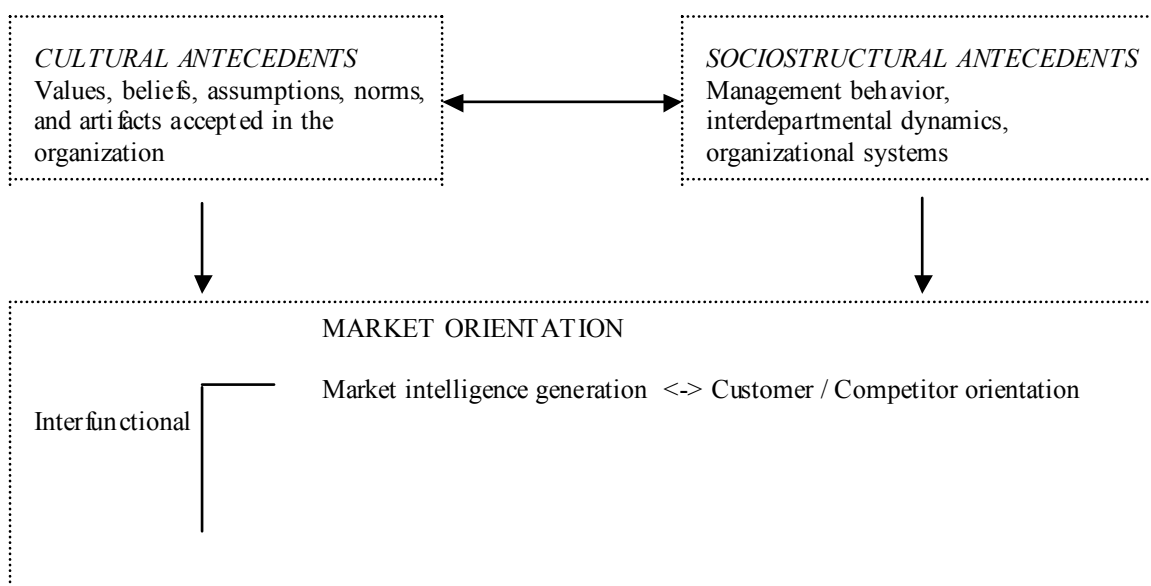 CULTURAL ANTECEDENTS
Values, beliefs, assumptions, norms,
and artifacts accepted in the
organization
SOCIOSTRUCTURAL ANTECEDENTS
Management behavior,
interdepartmental dynamics,
organizational systems
MARKET ORIENTATION
Market intelligence generation <-> Customer / Competitor orientation
Interfunctional